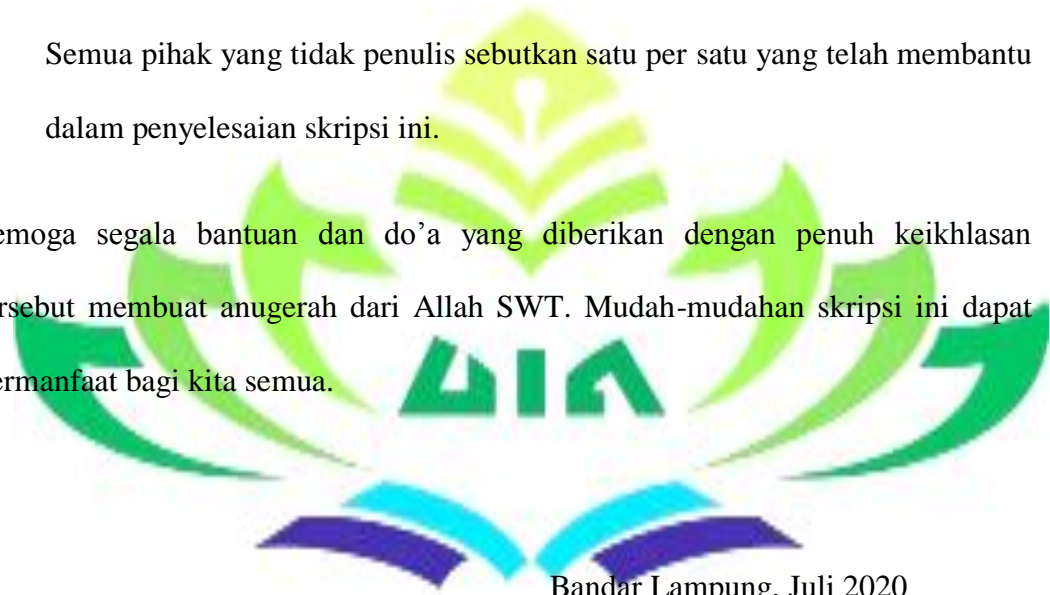 Semua pihak yang tidak penulis sebutkan satu per satu yang telah membantu
dalam penyelesaian skripsi ini.
emoga segala bantuan dan do’a yang diberikan dengan penuh keikhlasan
rsebut membuat anugerah dari Allah SWT. Mudah-mudahan skripsi ini dapat
ermanfaat bagi kita semua.
UIN
Bandar Lampung, Juli 2020